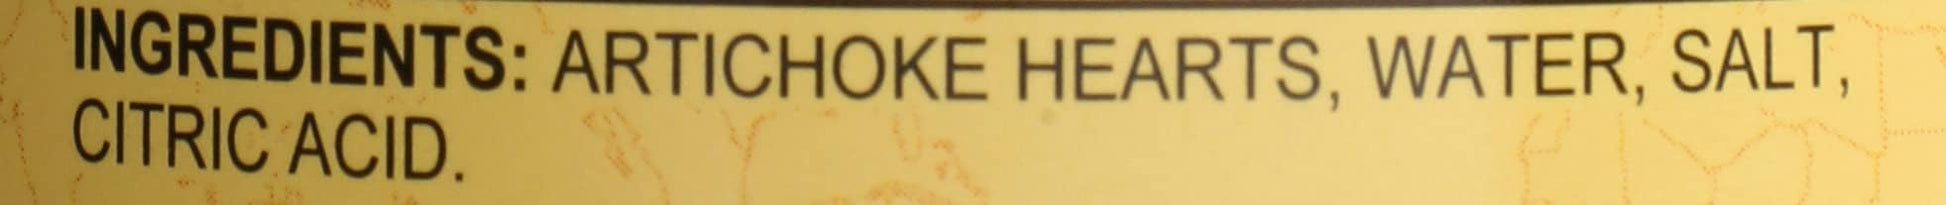 INGREDIENTS: ARTICHOKE HEARTS, WATER, SALT,
CITRIC ACID.